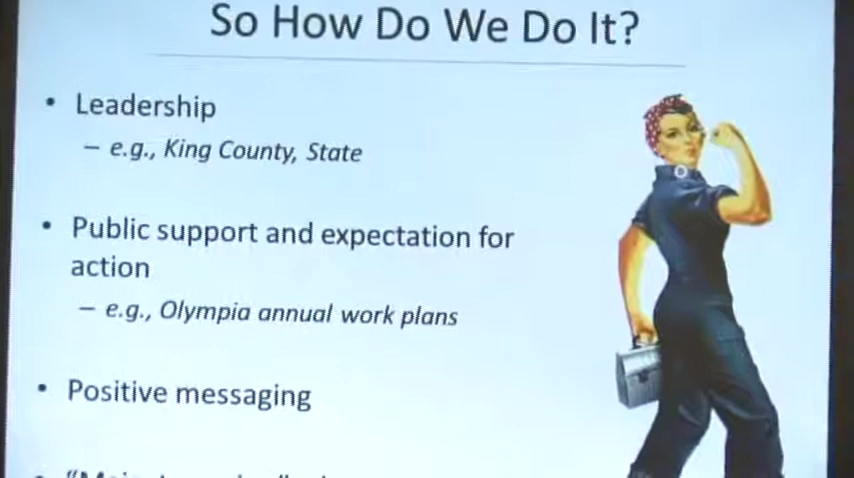 So How Do We Do It?
• Leadership
– e.g., King County, State
• Public support and expectation for
action
– e.g., Olympia annual work plans
• Positive messaging